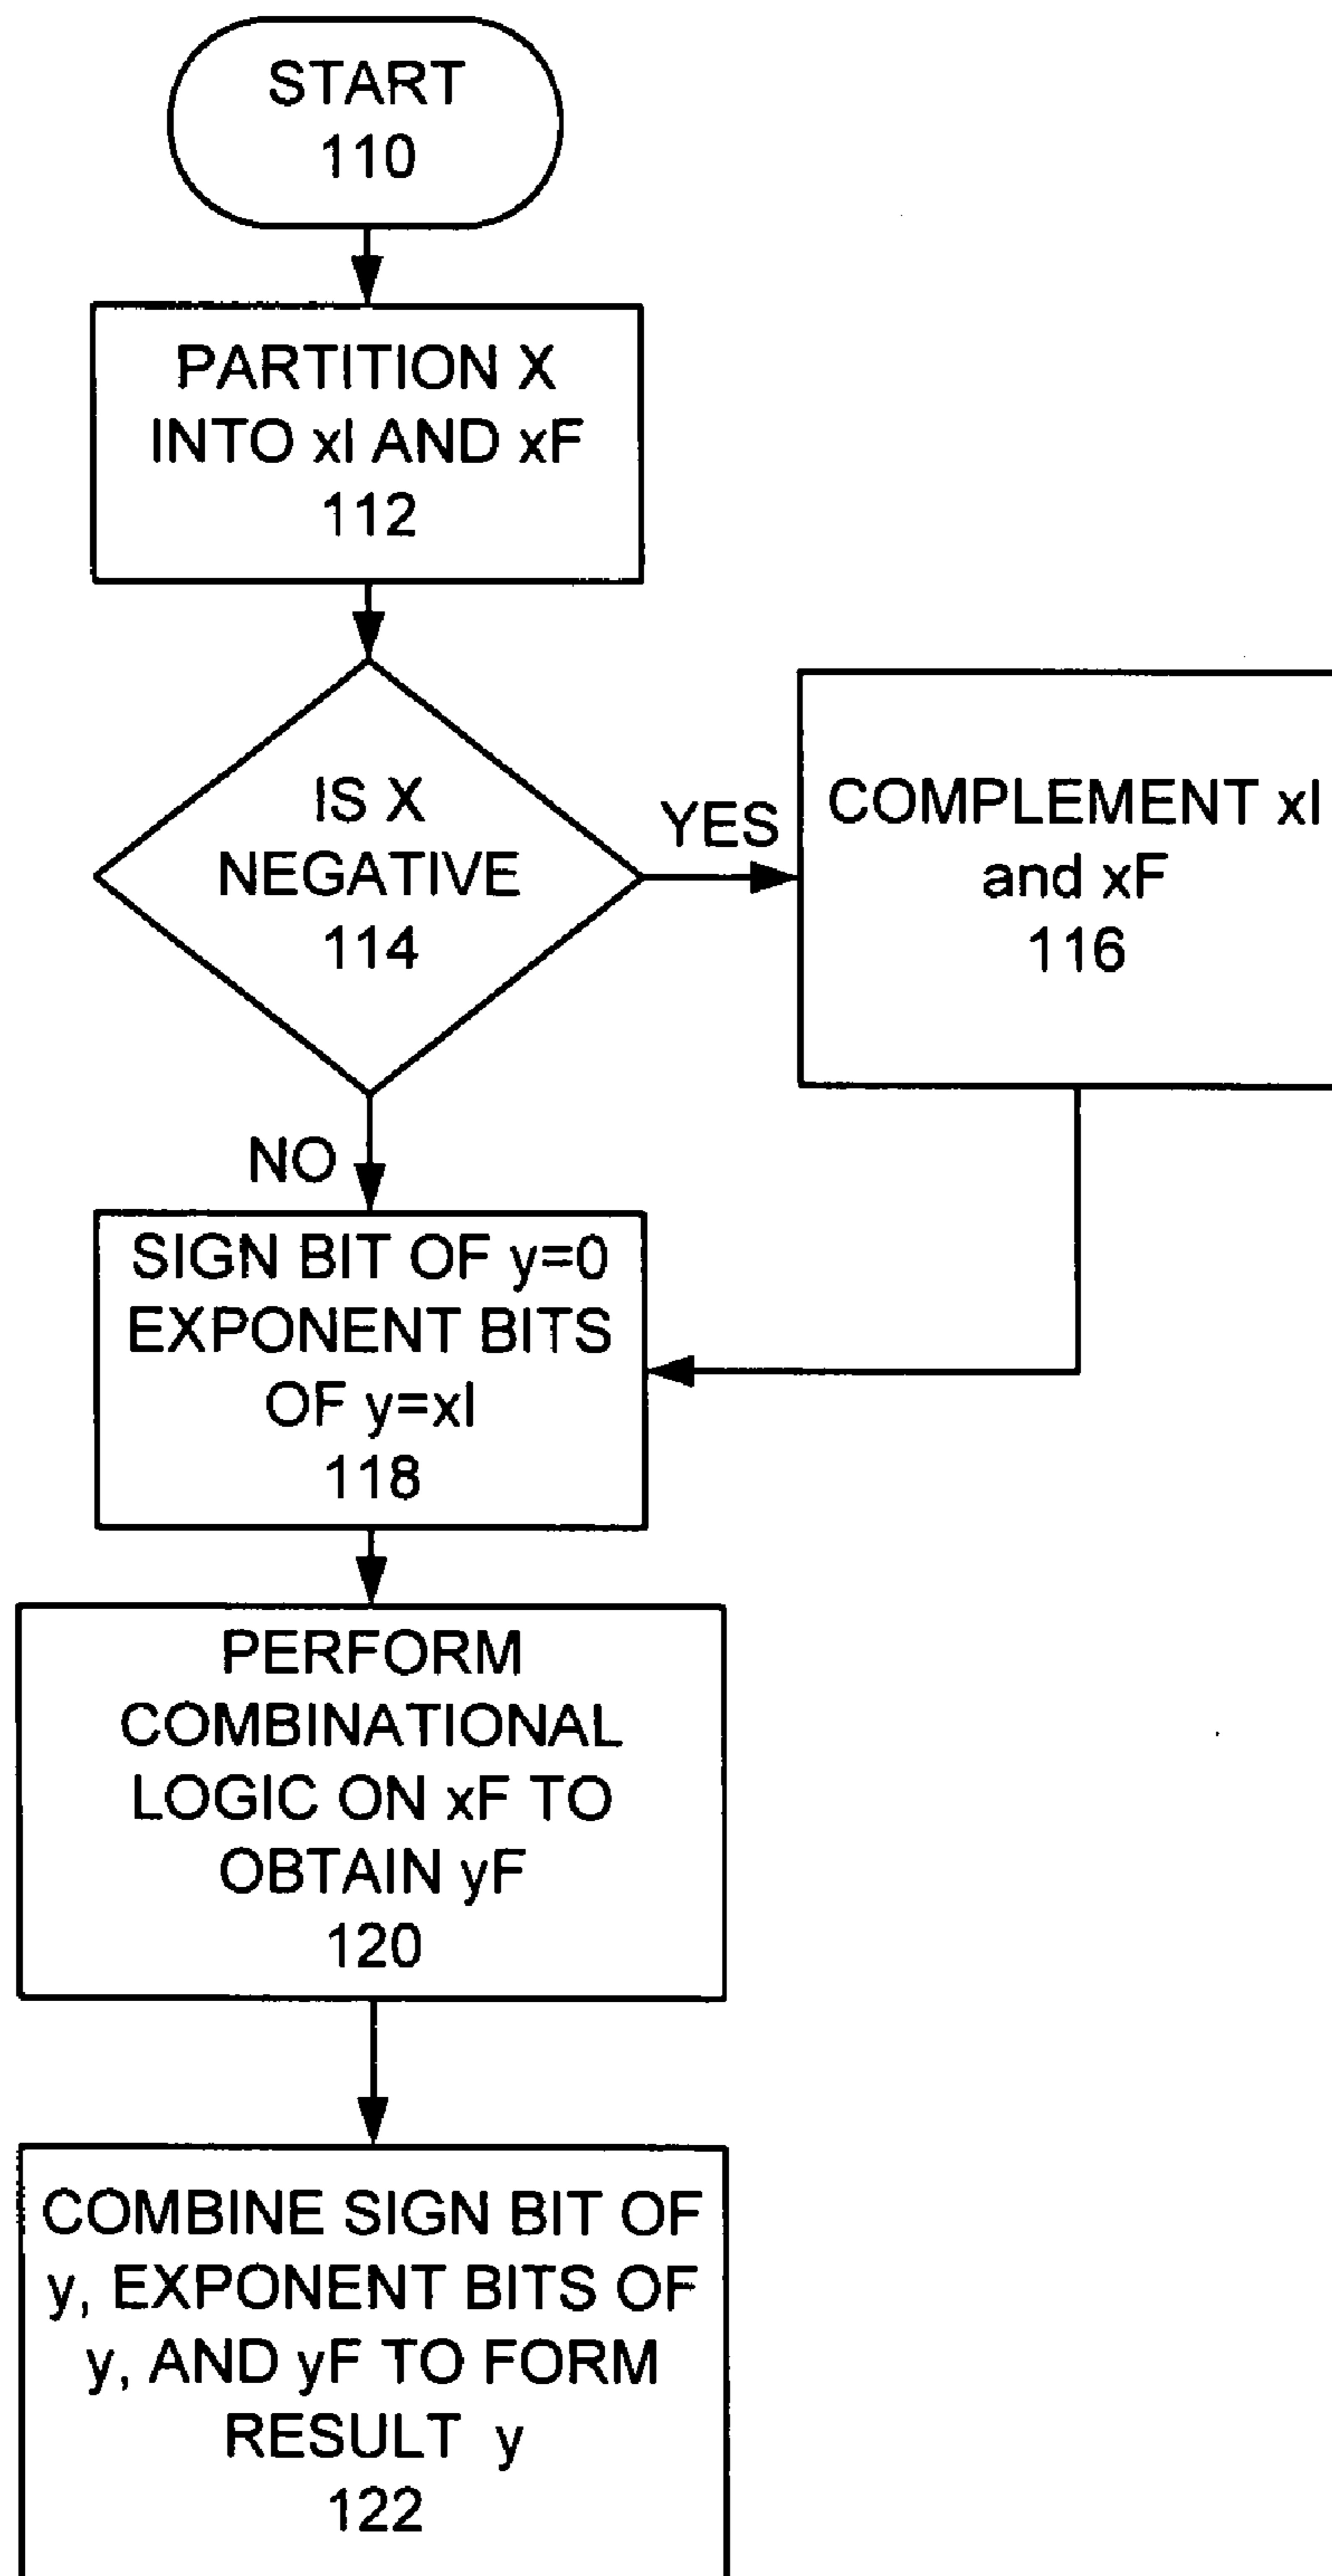 START
110
PARTITION X
INTO xI AND xF
112
IS X
NEGATIVE
114
YES
COMPLEMENT xI
and xF
116
NO
SIGN BIT OF y=0
EXPONENT BITS
OF y=xI
118
PERFORM
COMBINATIONAL
LOGIC ON xF TO
OBTAIN yF
120
COMBINE SIGN BIT OF
y, EXPONENT BITS OF
y, AND yF TO FORM
RESULT y
122